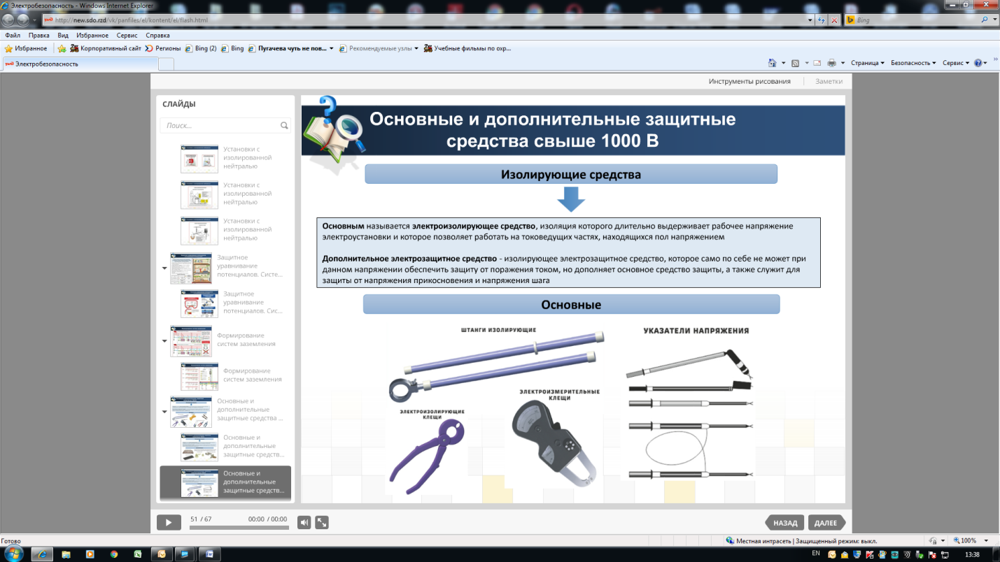 Электробезопасность - Windows Internet Explorer
http://new.sdo.rzd/vk/panfiles/el/kontent/el/flash.html
Bing
Файл Правка Вид Избранное Сервис Справка
Избранное Корпоративный сайт Регионы Bing (2) Bing Пугачева чуть не пов... Рекомендуемые узлы Учебные фильмы по охр...
Электробезопасность
Страница Безопасность Сервис
Инструменты рисования Заметки
СЛАЙДЫ
Поиск...
Установки с
изолированной
нейтралью
Установки с
изолированной
нейтралью
Установки с
изолированной
нейтралью
Защитное
уравнивание
потенциалов. Систе...
Защитное
уравнивание
потенциалов. Сис...
Формирование
систем заземления
Формирование
систем заземления
Основные и
дополнительные
защитные средства ...
Основные и
дополнительные
защитные средств...
Основные и
дополнительные
защитные средств...
Основные и дополнительные защитные
средства свыше 1000 В
Изолирующие средства
Основным называется электроизолирующее средство, изоляция которого длительно выдерживает рабочее напряжение
электроустановки и которое позволяет работать на токоведущих частях, находящихся пол напряжением
Дополнительное электрозащитное средство - изолирующее электрозащитное средство, которое само по себе не может при
данном напряжении обеспечить защиту от поражения током, но дополняет основное средство защиты, а также служит для
защиты от напряжения прикосновения и напряжения шага
Основные
ШТАНГИ ИЗОЛИРУЮЩИЕ
УКАЗАТЕЛИ НАПРЯЖЕНИЯ
ЭЛЕКТРОИЗМЕРИТЕЛЬНЫЕ
КЛЕЩИ
ЭЛЕКТРОИЗОЛИРУЮЩИЕ
КЛЕЩИ
51 / 67 00:00 / 00:00
НАЗАД ДАЛЕЕ
Готово
Местная интрасеть | Защищенный режим: выкл.
100%
EN
13:38